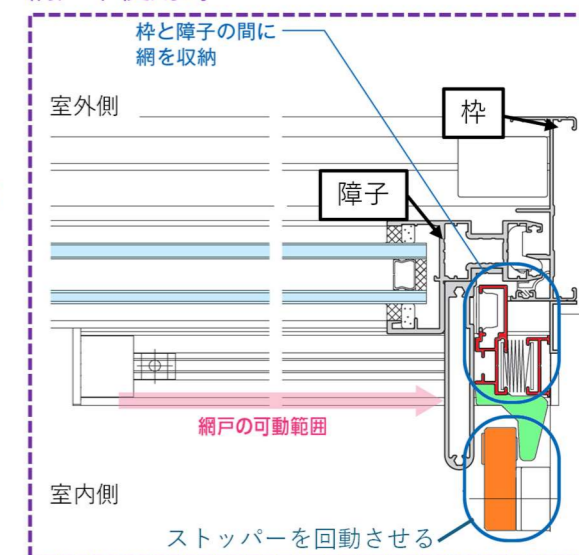 枠と障子の間に
網を収納
室外側
枠
障子
網戸の可動範囲
室内側
ストッパーを回動させる